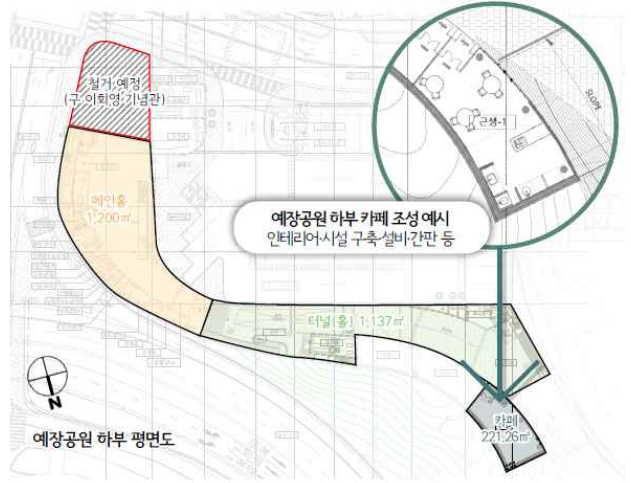 철거 예정
(구 이회영 기념관)
메인홀
1,200㎡
근생-1
SLOPE
예장공원 하부 카페 조성 예시
인테리어·시설 구축·설비·간판 등
터널(홀) 1,137㎡
카페
221.26㎡
N
예장공원 하부 평면도